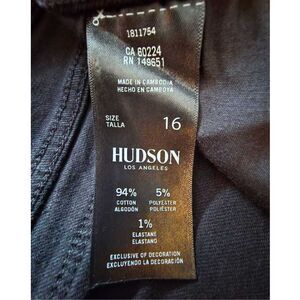 1811754
CA 60224
RN 149651
MADE IN CAMBODIA
HECHO EN CAMBOYA
SIZE
TALLA
16
HUDSON
LOS ANGELES
94% 5%
COTTON POLYESTER
ALGODÓN POLIÉSTER
1%
ELASTANE
ELASTANO
EXCLUSIVE OF DECORATION
EXCLUYENDO LA DECORACIÓN